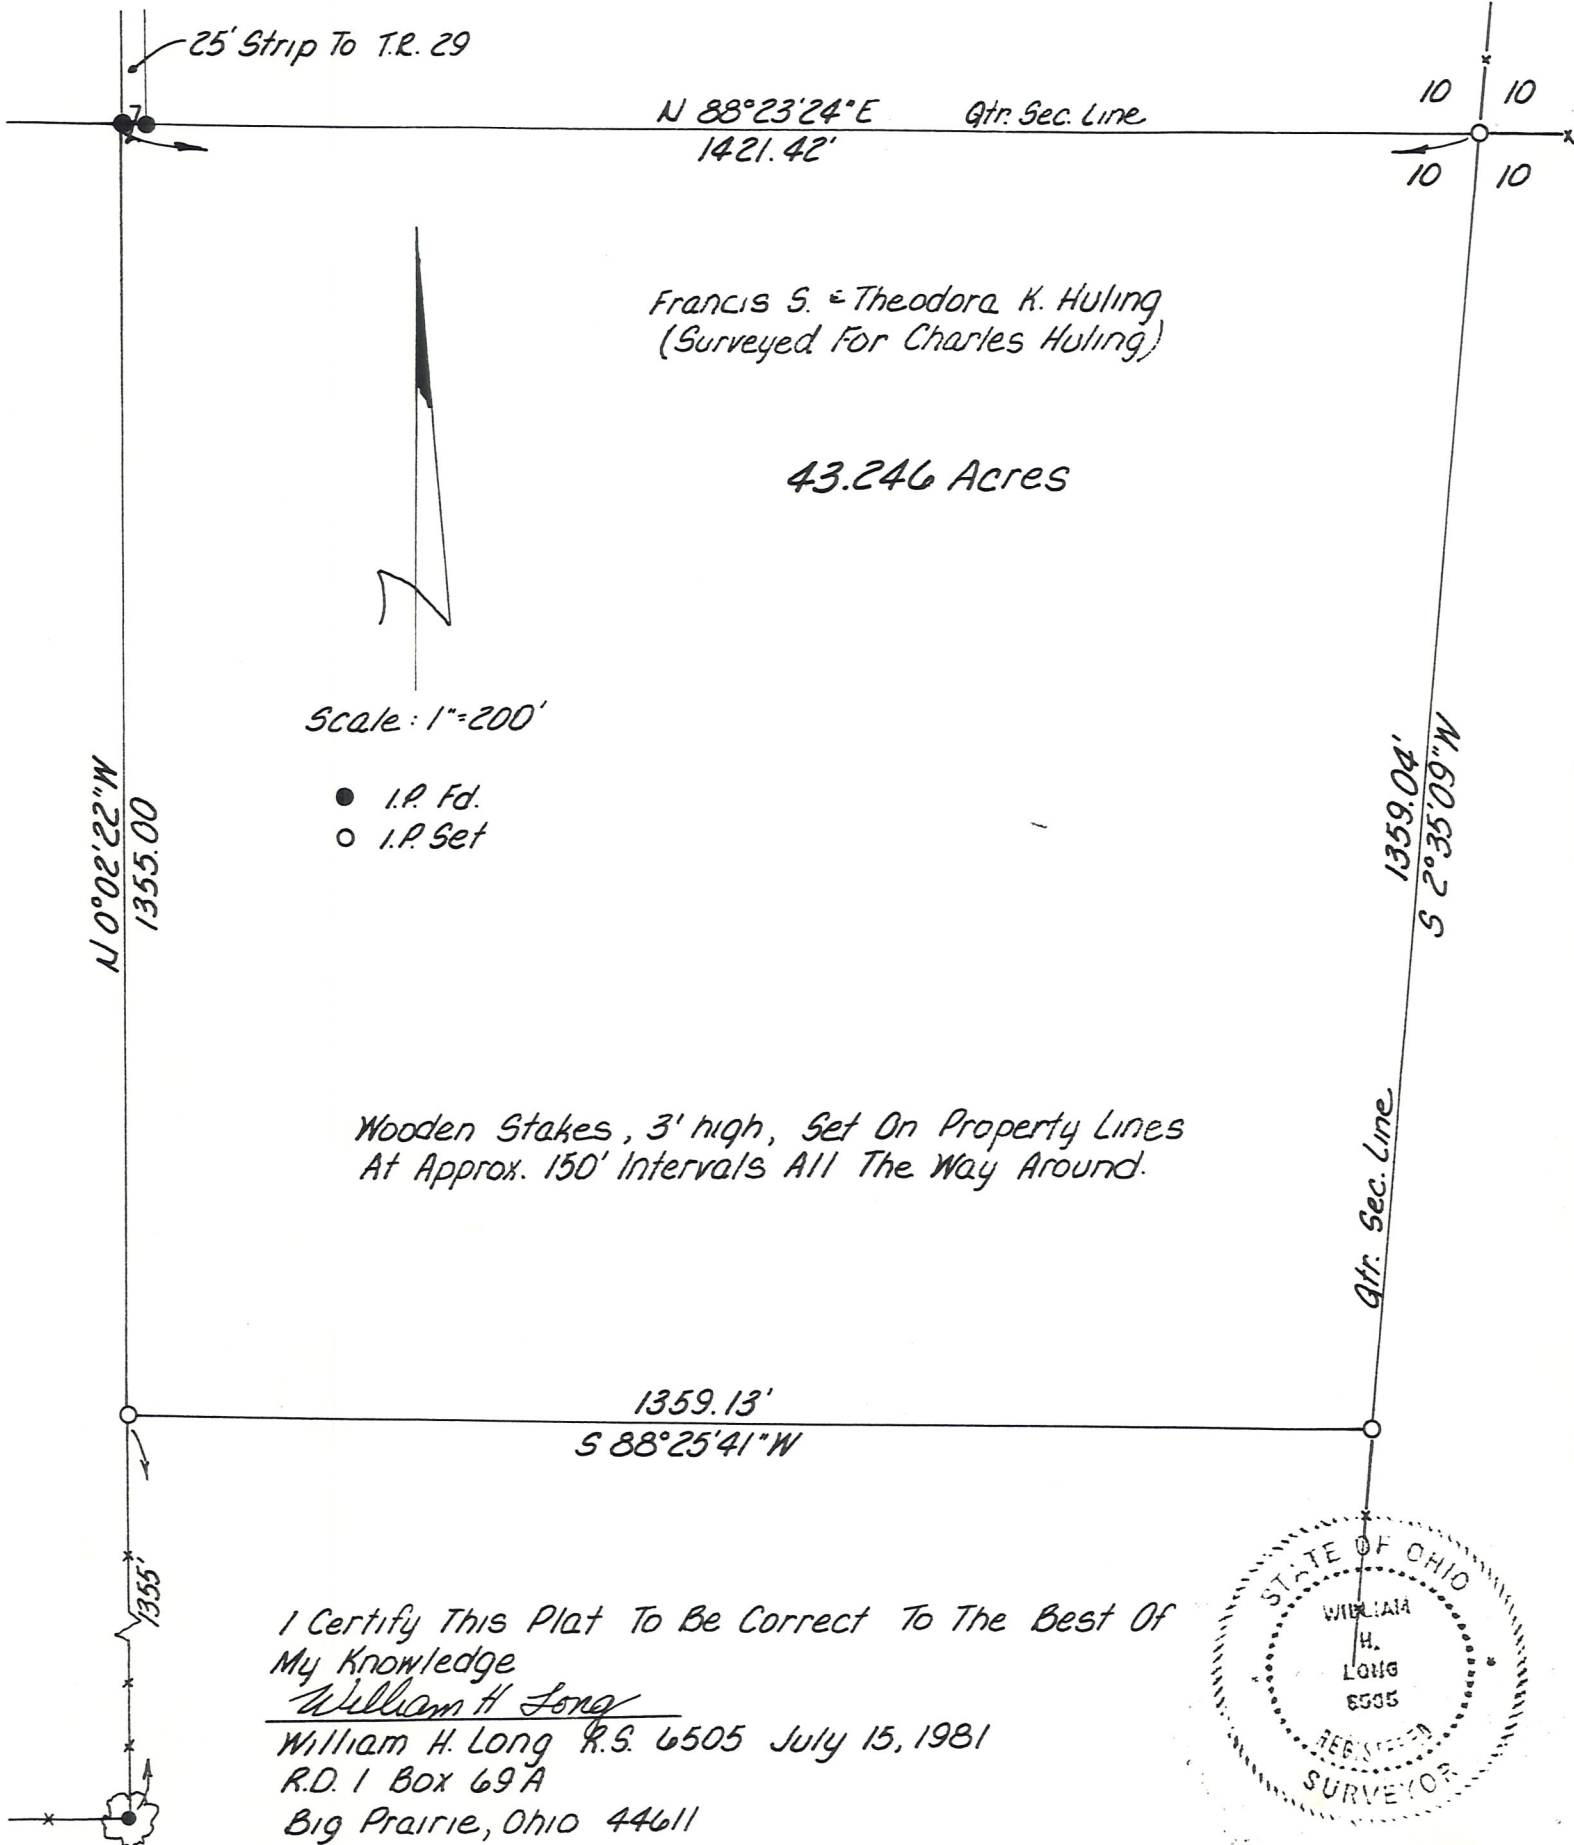 25' Strip To T.R. 29
N 88°23'24"E Qtr. Sec. Line
1421.42'
10 10
10 10
Francis S. & Theodora K. Huling
(Surveyed For Charles Huling)
43.246 Acres
Scale: 1"=200'
● I.P. Fd.
○ I.P. Set
N 0°02'22"W
1355.00
1359.04'
S 2°35'09"W
Qtr. Sec. Line
Wooden Stakes, 3' high, Set On Property Lines
At Approx. 150' Intervals All The Way Around.
1359.13'
S 88°25'41"W
1355'
I Certify This Plat To Be Correct To The Best Of
My Knowledge
William H Long
William H. Long R.S. 6505 July 15, 1981
R.D. 1 Box 69A
Big Prairie, Ohio 44611
STATE OF OHIO
WILLIAM
H.
LONG
6505
REGISTERED
SURVEYOR